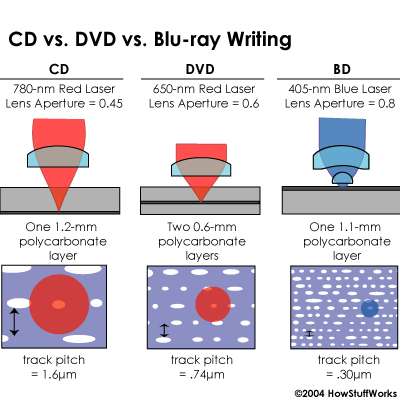 CD vs. DVD vs. Blu-ray Writing
CD
780-nm Red Laser
Lens Aperture = 0.45
One 1.2-mm
polycarbonate
layer
track pitch
= 1.6µm
DVD
650-nm Red Laser
Lens Aperture = 0.6
Two 0.6-mm
polycarbonate
layers
track pitch
= .74µm
BD
405-nm Blue Laser
Lens Aperture = 0.8
One 1.1-mm
polycarbonate
layer
track pitch
= .30µm
©2004 HowStuffWorks